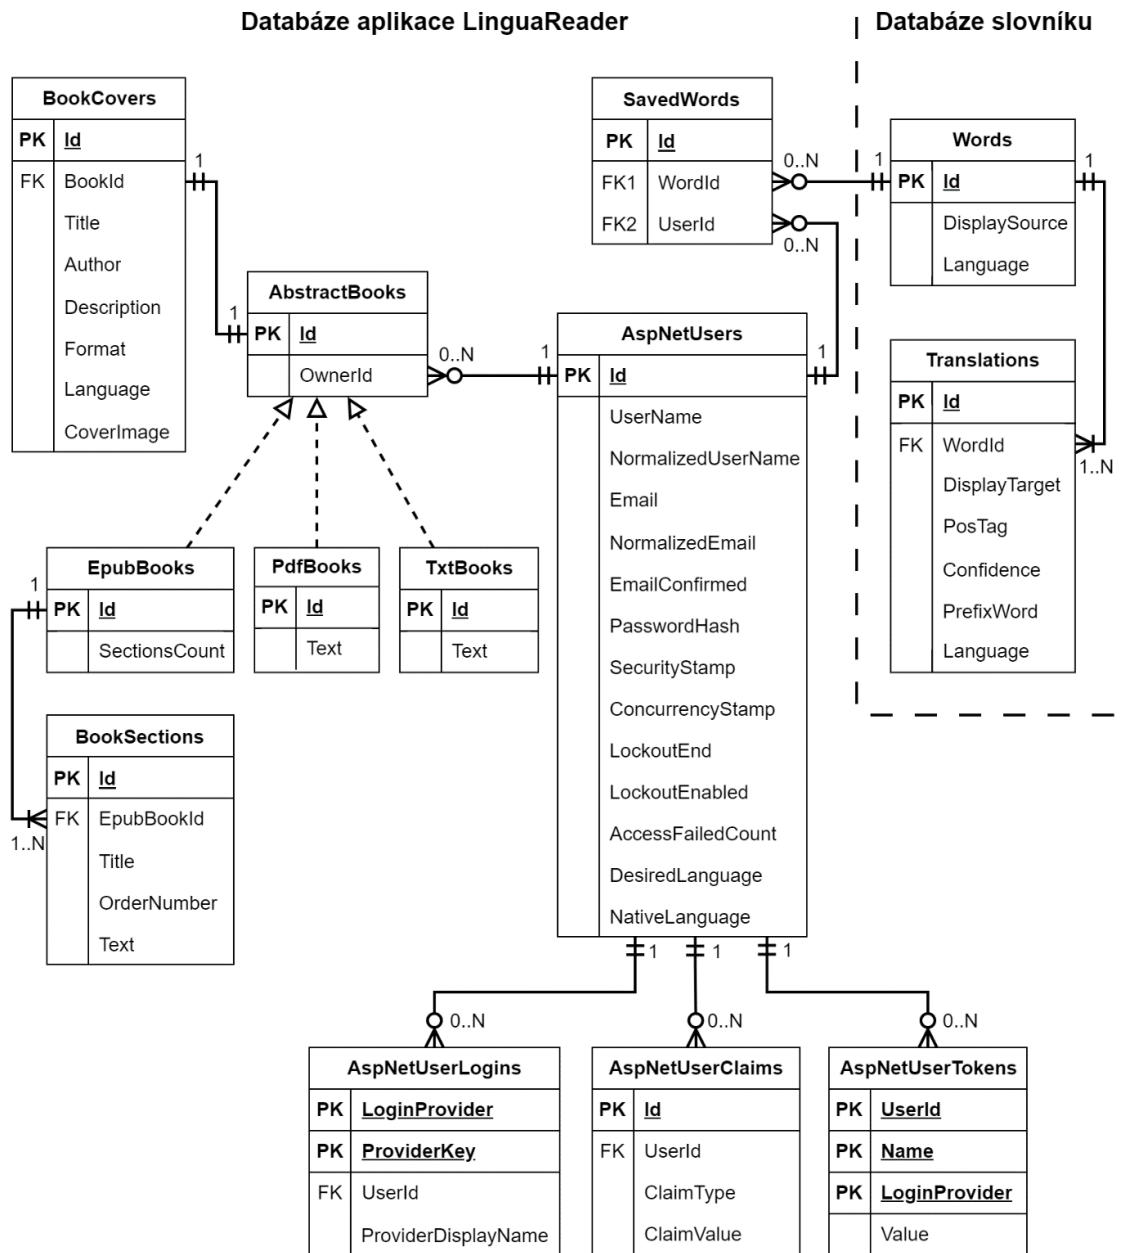 Databáze aplikace LinguaReader
Databáze slovníku
BookCovers
PK Id
FK BookId
Title
Author
Description
Format
Language
CoverImage
1
1
AbstractBooks
PK Id
OwnerId
0..N
1
SavedWords
PK Id
FK1 WordId
FK2 UserId
0..N
0..N
1
1
Words
PK Id
DisplaySource
Language
1
Translations
PK Id
FK WordId
DisplayTarget
PosTag
Confidence
PrefixWord
Language
1..N
AspNetUsers
PK Id
UserName
NormalizedUserName
Email
NormalizedEmail
EmailConfirmed
PasswordHash
SecurityStamp
ConcurrencyStamp
LockoutEnd
LockoutEnabled
AccessFailedCount
DesiredLanguage
NativeLanguage
EpubBooks
PK Id
SectionsCount
1
PdfBooks
PK Id
Text
TxtBooks
PK Id
Text
BookSections
PK Id
FK EpubBookId
Title
OrderNumber
Text
1..N
1
1
1
0..N
0..N
0..N
AspNetUserLogins
PK LoginProvider
PK ProviderKey
FK UserId
ProviderDisplayName
AspNetUserClaims
PK Id
FK UserId
ClaimType
ClaimValue
AspNetUserTokens
PK UserId
PK Name
PK LoginProvider
Value